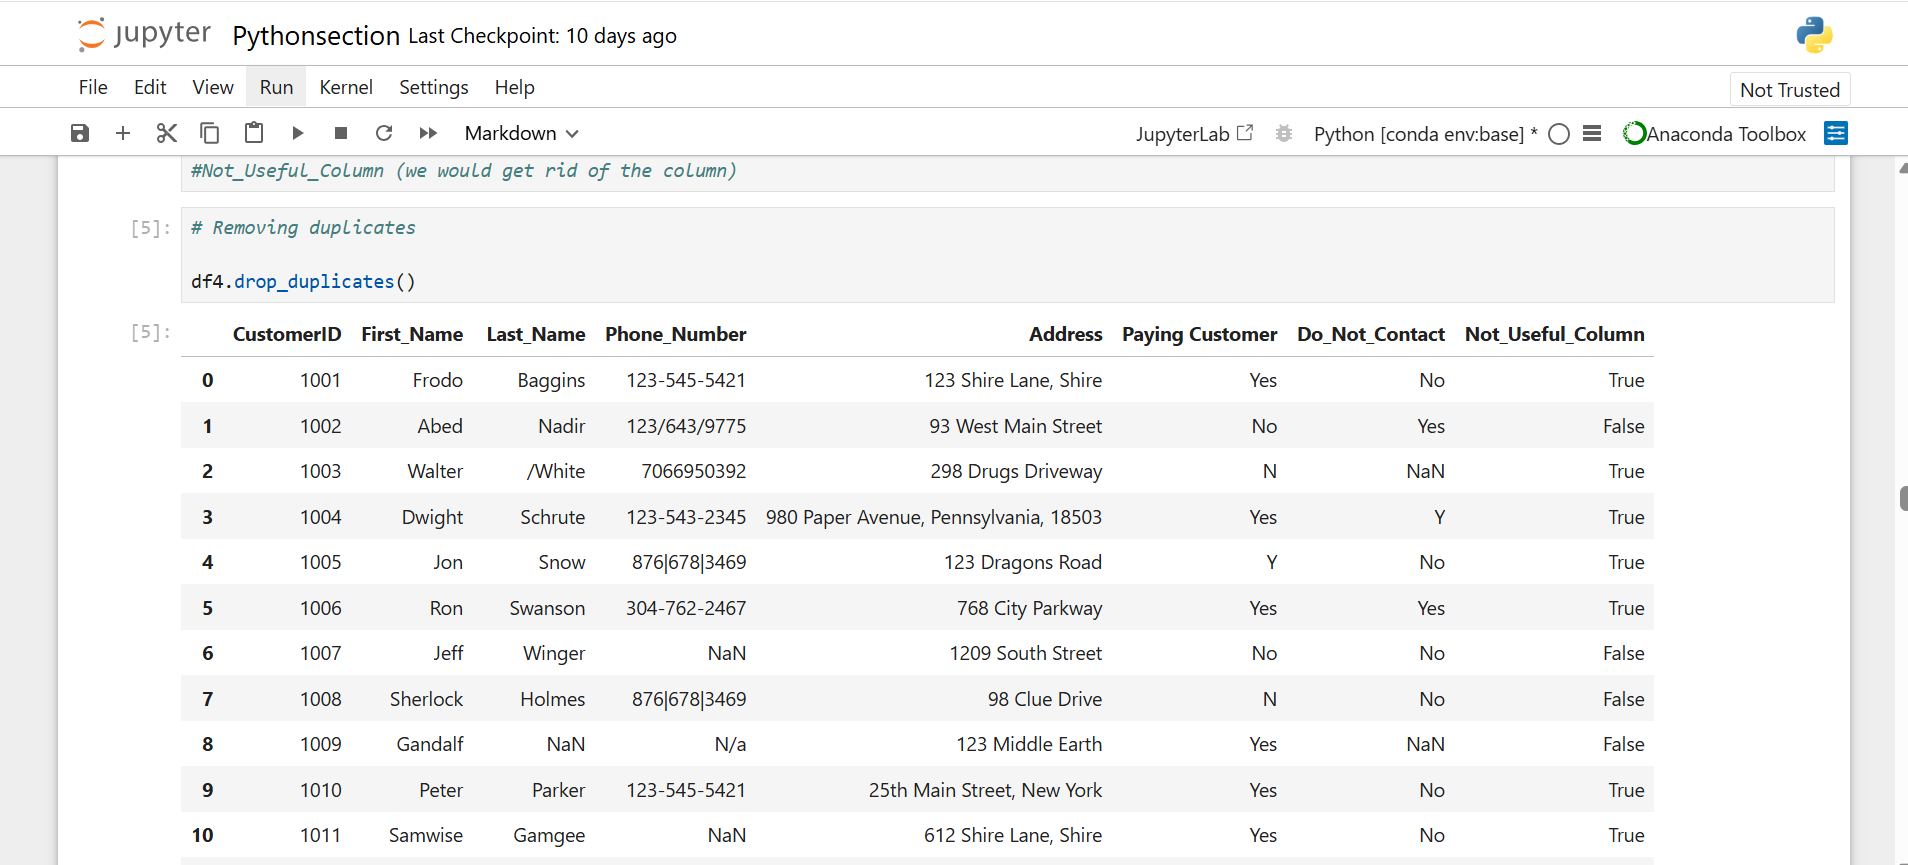 jupyter Pythonsection Last Checkpoint: 10 days ago
File Edit View Run Kernel Settings Help Not Trusted
Markdown JupyterLab Python [conda env:base] * Anaconda Toolbox
#Not_Useful_Column (we would get rid of the column)
[5]: # Removing duplicates
df4.drop_duplicates()
[5]: CustomerID First_Name Last_Name Phone_Number Address Paying Customer Do_Not_Contact Not_Useful_Column
0 1001 Frodo Baggins 123-545-5421 123 Shire Lane, Shire Yes No True
1 1002 Abed Nadir 123/643/9775 93 West Main Street No Yes False
2 1003 Walter /White 7066950392 298 Drugs Driveway N NaN True
3 1004 Dwight Schrute 123-543-2345 980 Paper Avenue, Pennsylvania, 18503 Yes Y True
4 1005 Jon Snow 876|678|3469 123 Dragons Road Y No True
5 1006 Ron Swanson 304-762-2467 768 City Parkway Yes Yes True
6 1007 Jeff Winger NaN 1209 South Street No No False
7 1008 Sherlock Holmes 876|678|3469 98 Clue Drive N No False
8 1009 Gandalf NaN N/a 123 Middle Earth Yes NaN False
9 1010 Peter Parker 123-545-5421 25th Main Street, New York Yes No True
10 1011 Samwise Gamgee NaN 612 Shire Lane, Shire Yes No True